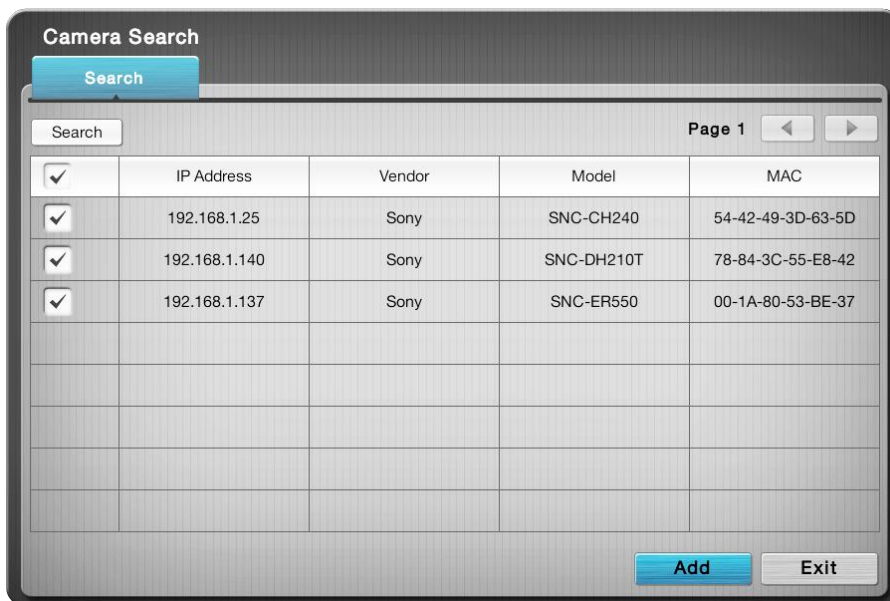 Camera Search
Search
Search Page 1
IP Address Vendor Model MAC
192.168.1.25 Sony SNC-CH240 54-42-49-3D-63-5D
192.168.1.140 Sony SNC-DH210T 78-84-3C-55-E8-42
192.168.1.137 Sony SNC-ER550 00-1A-80-53-BE-37
Add Exit